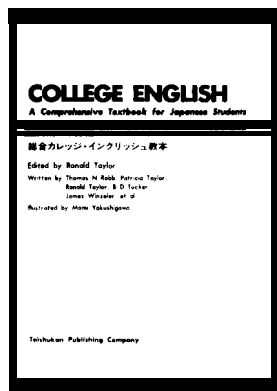 COLLEGE ENGLISH
A Comprehensive Textbook for Japanese Students
総合カレッジ・イングリッシュ教本
Edited by Ronald Taylor
Written by Thomas N Robb, Patricia Taylor,
Ronald Taylor, B D Tucker
James Winzeler et al
Illustrated by Mamu Yakushigawa
Taishukan Publishing Company